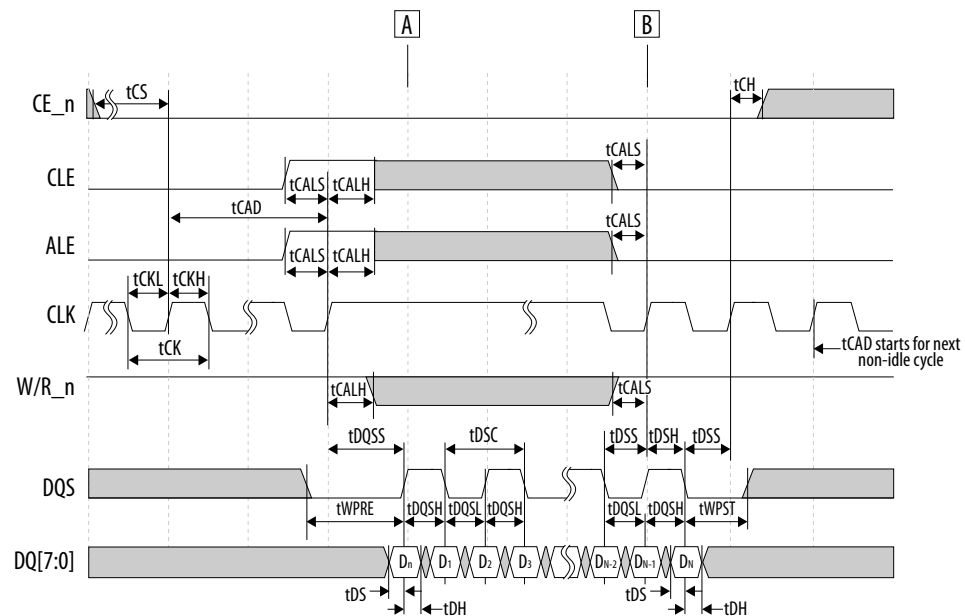 A B
tCS tCH
CE_n
CLE tCALS tCALH tCALS
tCAD
ALE tCALS tCALH tCALS
tCKL tCKH
CLK
tCK tCAD starts for next
non-idle cycle
W/R_n tCALH tCALS
tDQSS tDSC tDSS tDSH tDSS
DQS
tWPRE tDQSH tDQSL tDQSH tDQSL tDQSH tWPST
DQ[7:0] Dn D1 D2 D3 DN-2 DN-1 DN
tDS tDH tDS tDH